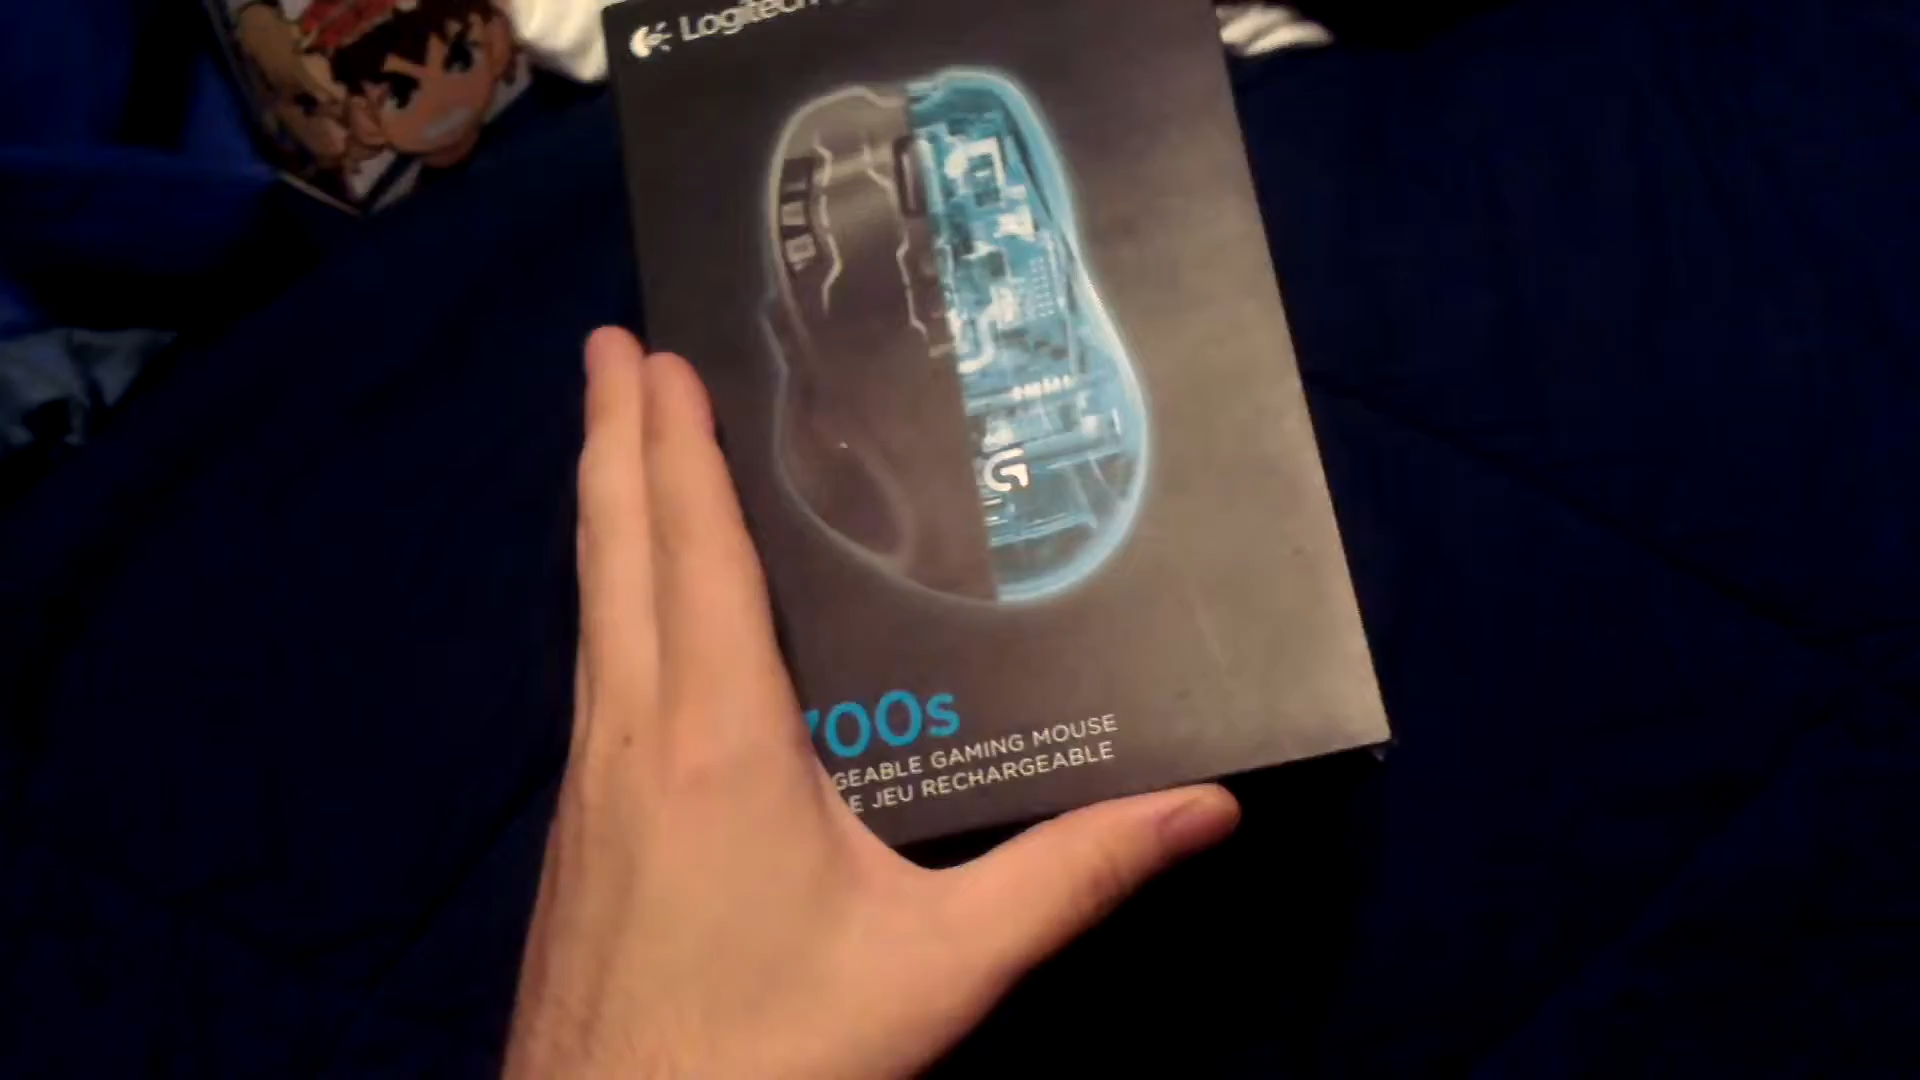 Logitech
G
700s
GEABLE GAMING MOUSE
E JEU RECHARGEABLE